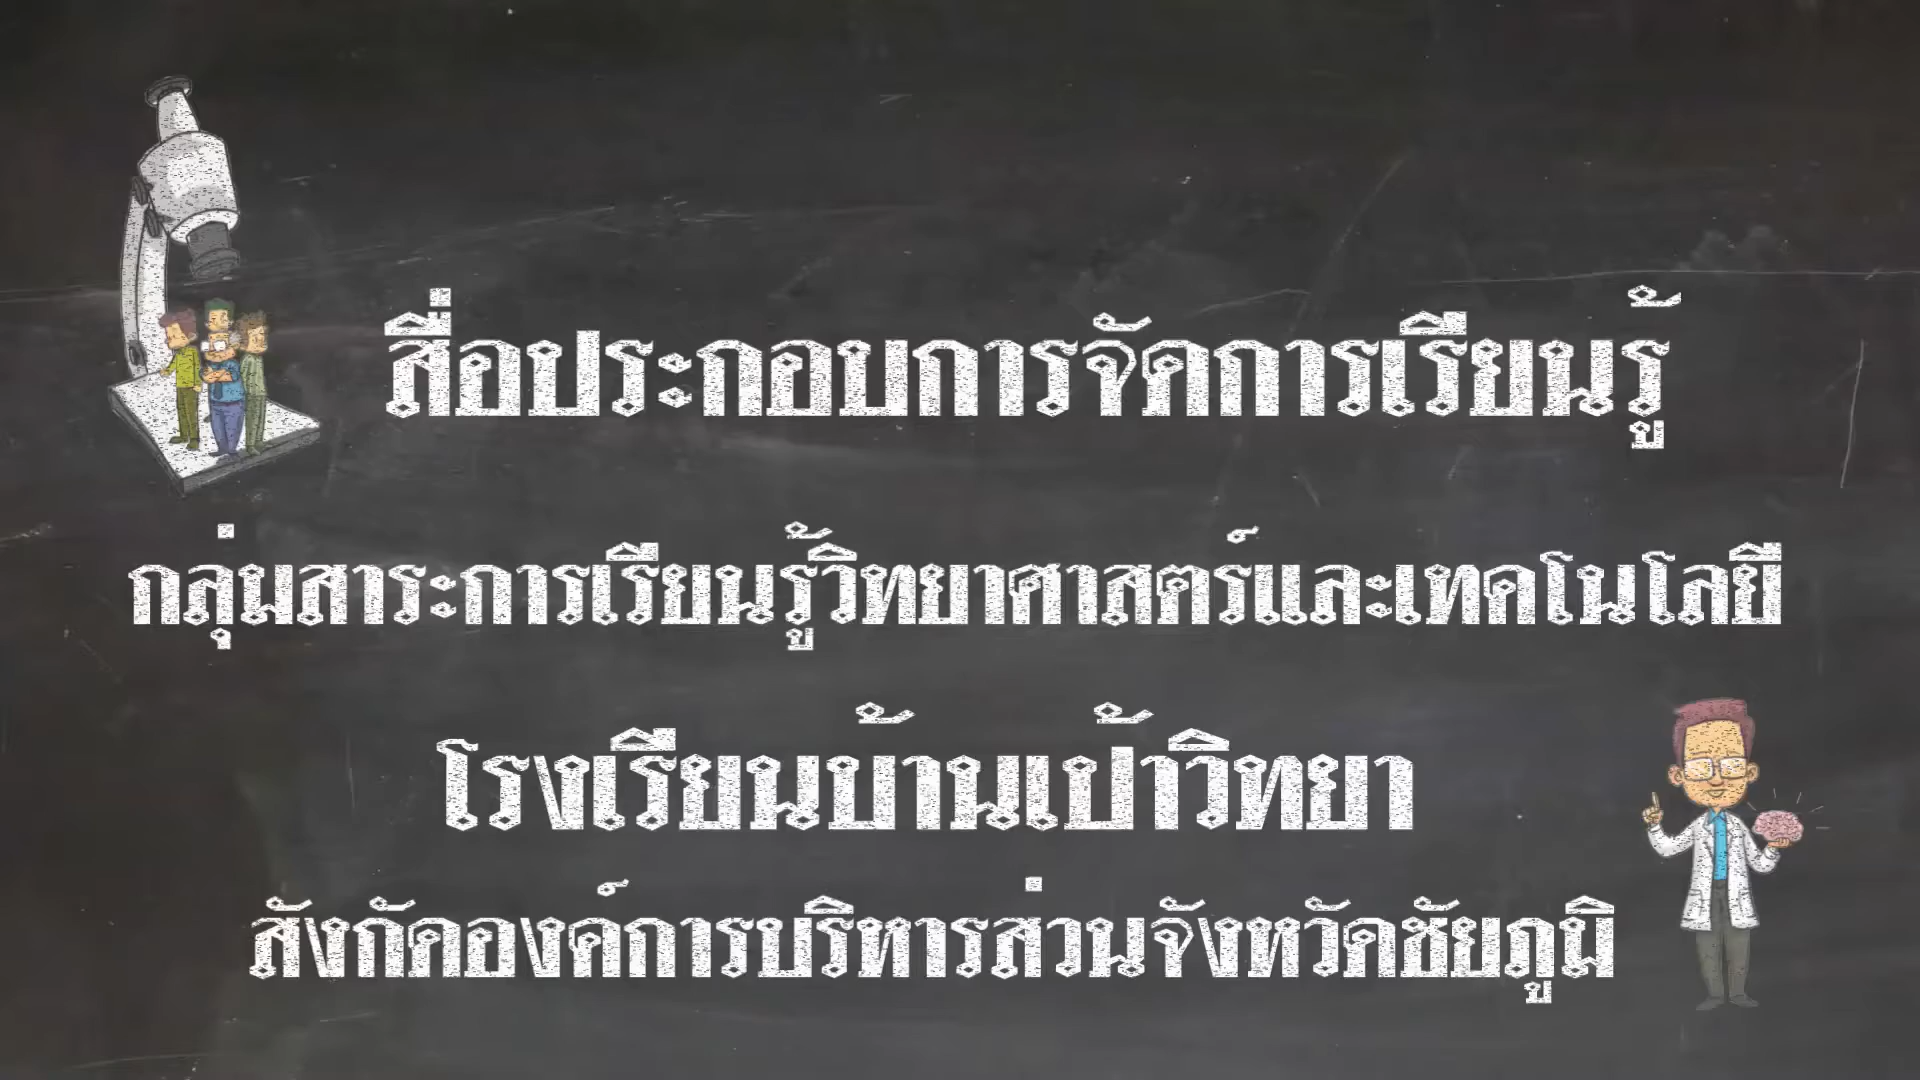 สื่อประกอบการจัดการเรียนรู้
กลุ่มสาระการเรียนรู้วิทยาศาสตร์และเทคโนโลยี
โรงเรียนบ้านเป้าวิทยา
สังกัดองค์การบริหารส่วนจังหวัดชัยภูมิ